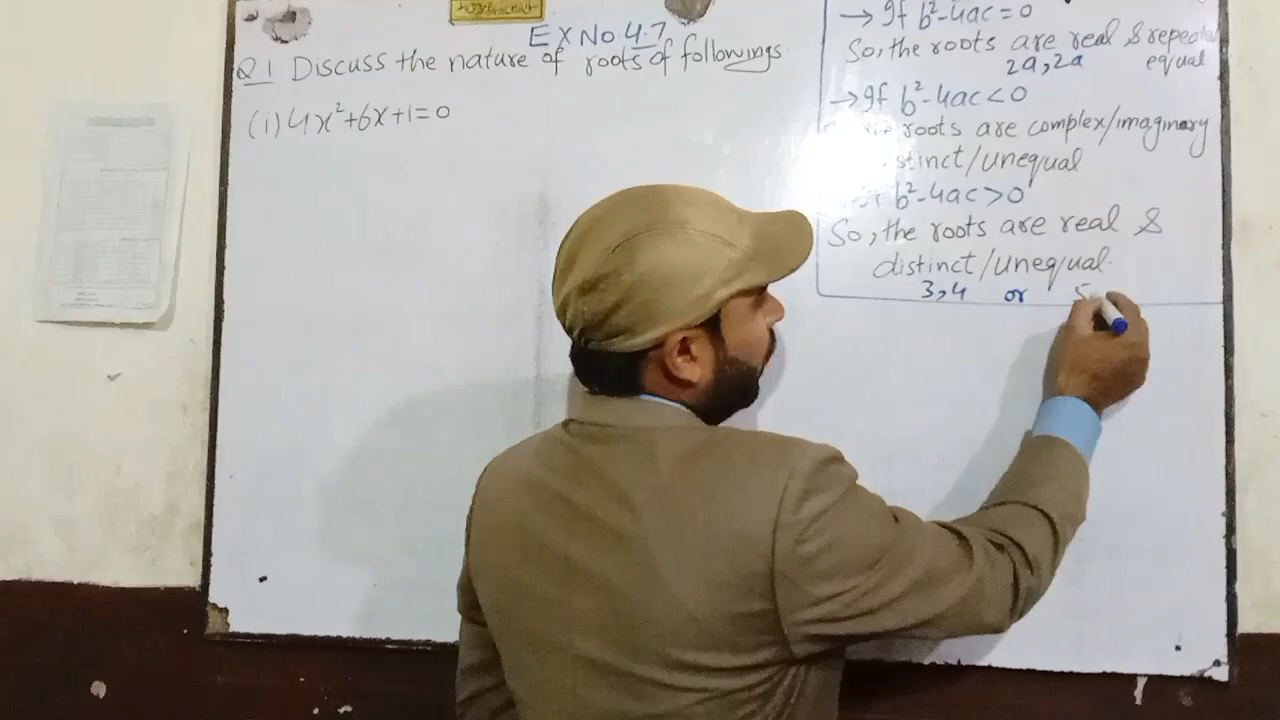 EX No 4.7
Q1 Discuss the nature of roots of followings.
(1) 4x²+6x+1=0
→ If b²-4ac=0
So, the roots are real & repeated
equal
2a, 2a
→ If b²-4ac<0
roots are complex/imaginary
distinct/unequal
b²-4ac>0
So, the roots are real &
distinct/unequal.
3,4 or 5